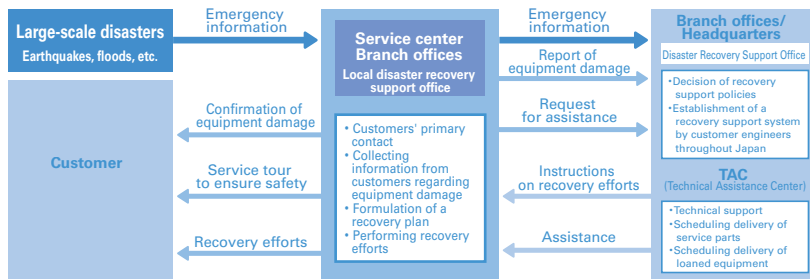 Large-scale disasters
Earthquakes, floods, etc.
Emergency
information
Service center
Branch offices
Local disaster recovery
support office
Emergency
information
Branch offices/
Headquarters
Disaster Recovery Support Office
Report of
equipment damage
•Decision of recovery
support policies
•Establishment of a
recovery support system
by customer engineers
throughout Japan
Request
for assistance
Customer
Confirmation of
equipment damage
Service tour
to ensure safety
Recovery efforts
• Customers' primary
contact
• Collecting
information from
customers regarding
equipment damage
• Formulation of a
recovery plan
• Performing recovery
efforts
Instructions
on recovery efforts
Assistance
TAC
(Technical Assistance Center)
•Technical support
•Scheduling delivery of
service parts
•Scheduling delivery of
loaned equipment